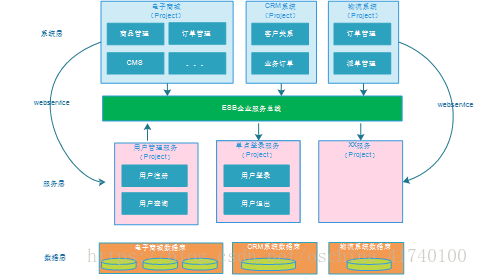 电子商城
(Project)
CRM系统
(Project)
物流系统
(Project)
系统层
商品管理
订单管理
客户关系
订单管理
CMS
. . .
业务订单
派单管理
webservice
webservice
ESB企业服务总线
用户管理服务
(Project)
单点登录服务
(Project)
XX服务
(Project)
用户注册
用户登录
服务层
用户查询
用户退出
电子商城数据库
CRM系统数据库
物流系统数据库
数据层